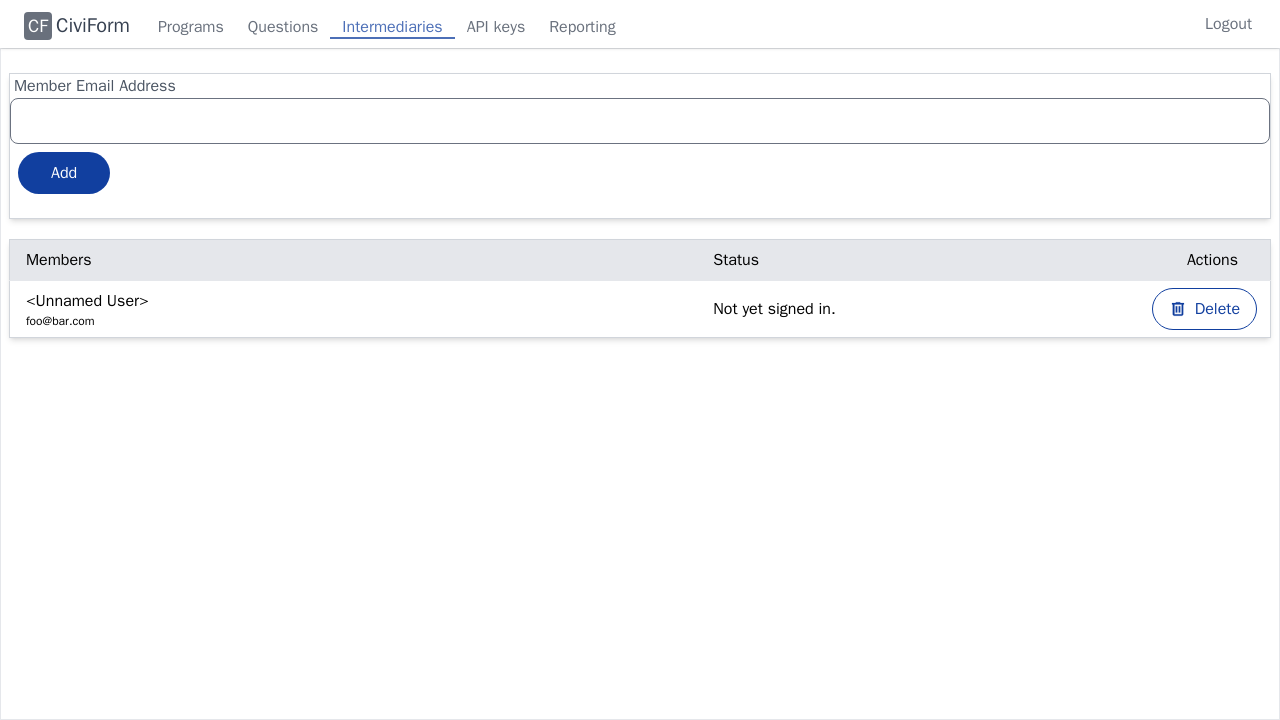 CF CiviForm Programs Questions Intermediaries API keys Reporting Logout
Member Email Address
Add
Members Status Actions
<Unnamed User>
foo@bar.com
Not yet signed in.
Delete